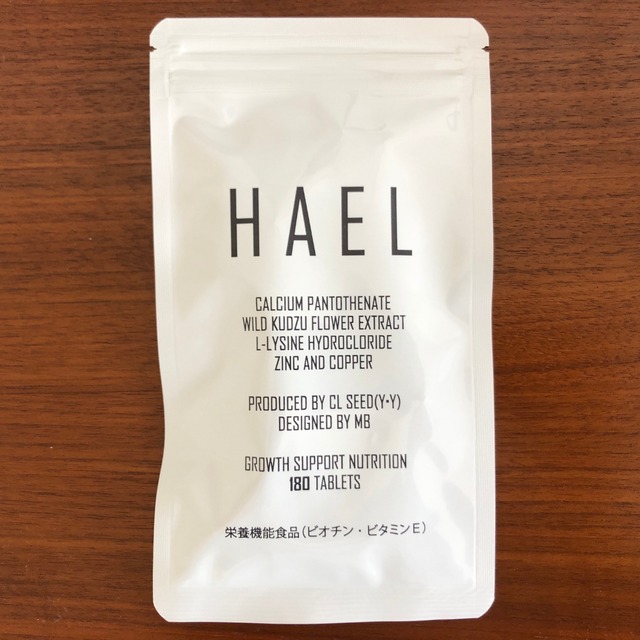 HAEL
CALCIUM PANTOTHENATE
WILD KUDZU FLOWER EXTRACT
L-LYSINE HYDROCLORIDE
ZINC AND COPPER
PRODUCED BY CL SEED(Y・Y)
DESIGNED BY MB
GROWTH SUPPORT NUTRITION
180 TABLETS
栄養機能食品(ビオチン・ビタミンE)